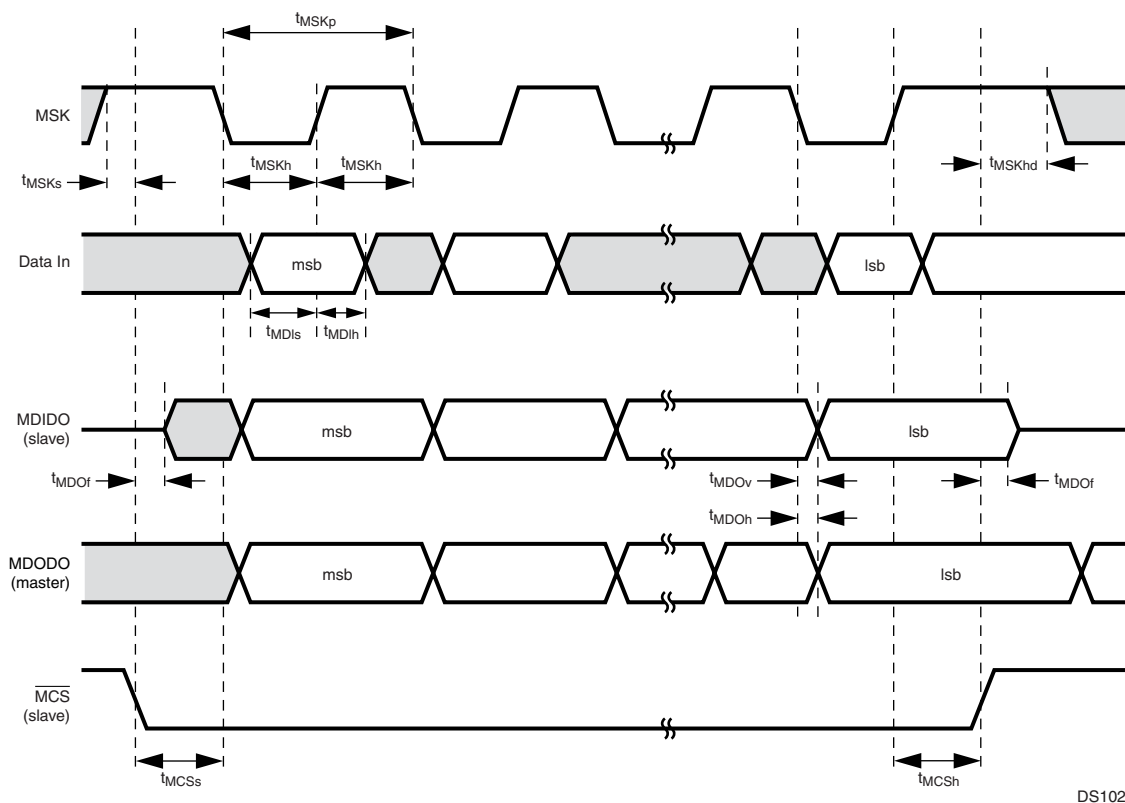 tMSKp
MSK
tMSKh
tMSKh
tMSKhd
tMSKs
Data In
msb
lsb
tMDIs
tMDIh
MDIDO
(slave)
msb
lsb
tMDOf
tMDOv
tMDOf
tMDOh
MDODO
(master)
msb
lsb
MCS
(slave)
tMCSs
tMCSh
DS102